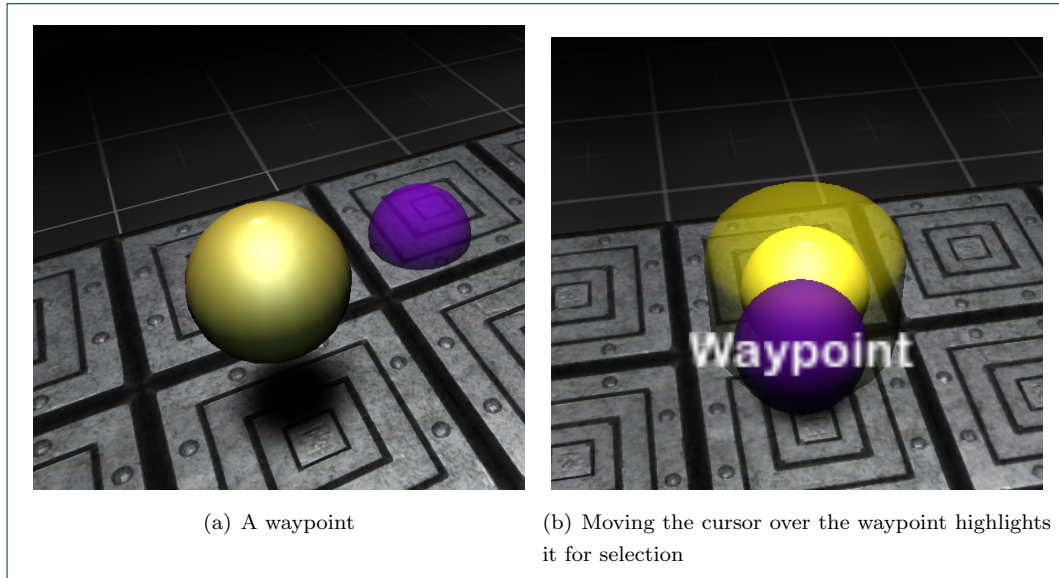 Waypoint
(a) A waypoint
(b) Moving the cursor over the waypoint highlights
it for selection